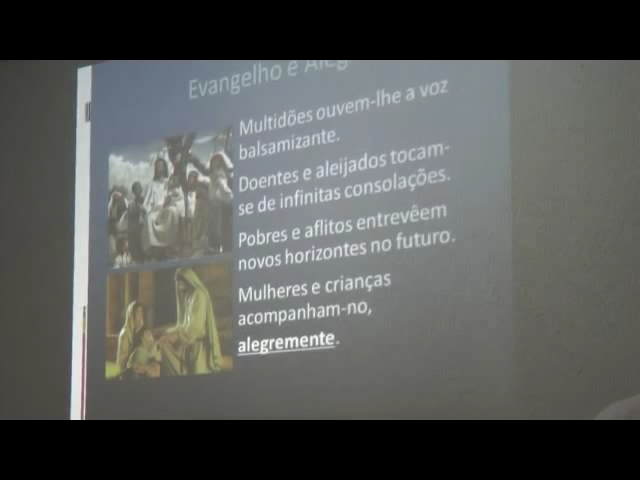 Evangelho e
Multidões ouvem-lhe a voz
balsamizante.
Doentes e aleijados tocam-
se de infinitas consolações.
Pobres e aflitos entrevêem
novos horizontes no futuro.
Mulheres e crianças
acompanham-no,
alegremente.